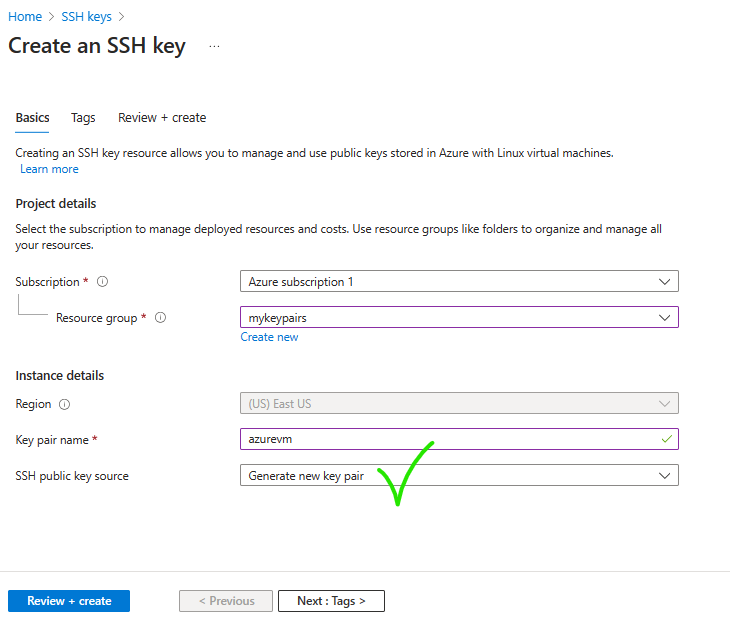 Home > SSH keys >
Create an SSH key ...
Basics Tags Review + create
Creating an SSH key resource allows you to manage and use public keys stored in Azure with Linux virtual machines.
Learn more
Project details
Select the subscription to manage deployed resources and costs. Use resource groups like folders to organize and manage all
your resources.
Subscription * Azure subscription 1
Resource group * mykeypairs
Create new
Instance details
Region (US) East US
Key pair name * azurevm
SSH public key source Generate new key pair
Review + create < Previous Next : Tags >